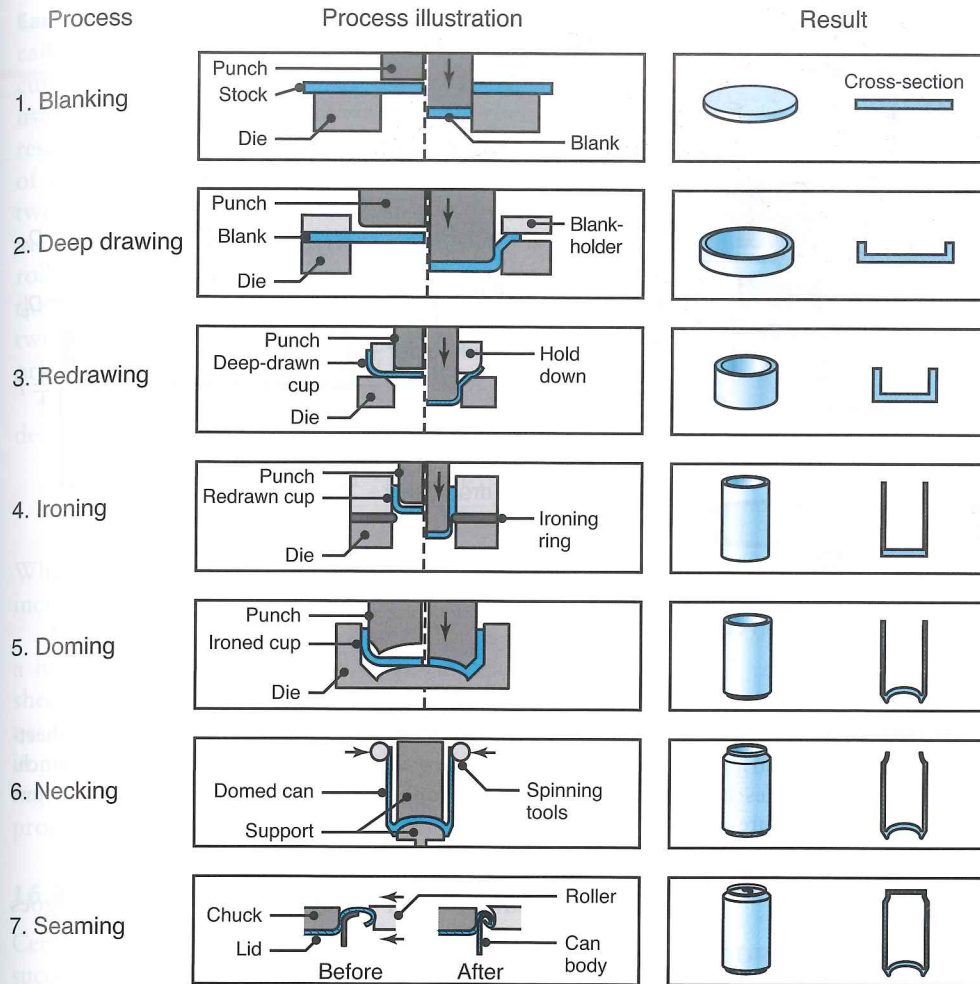 Process
Process illustration
Result
1. Blanking
Punch
Stock
Die
Blank
Cross-section
2. Deep drawing
Punch
Blank
Die
Blank-
holder
3. Redrawing
Punch
Deep-drawn
cup
Die
Hold
down
4. Ironing
Punch
Redrawn cup
Die
Ironing
ring
5. Doming
Punch
Ironed cup
Die
6. Necking
Domed can
Support
Spinning
tools
7. Seaming
Chuck
Lid
Before
After
Roller
Can
body